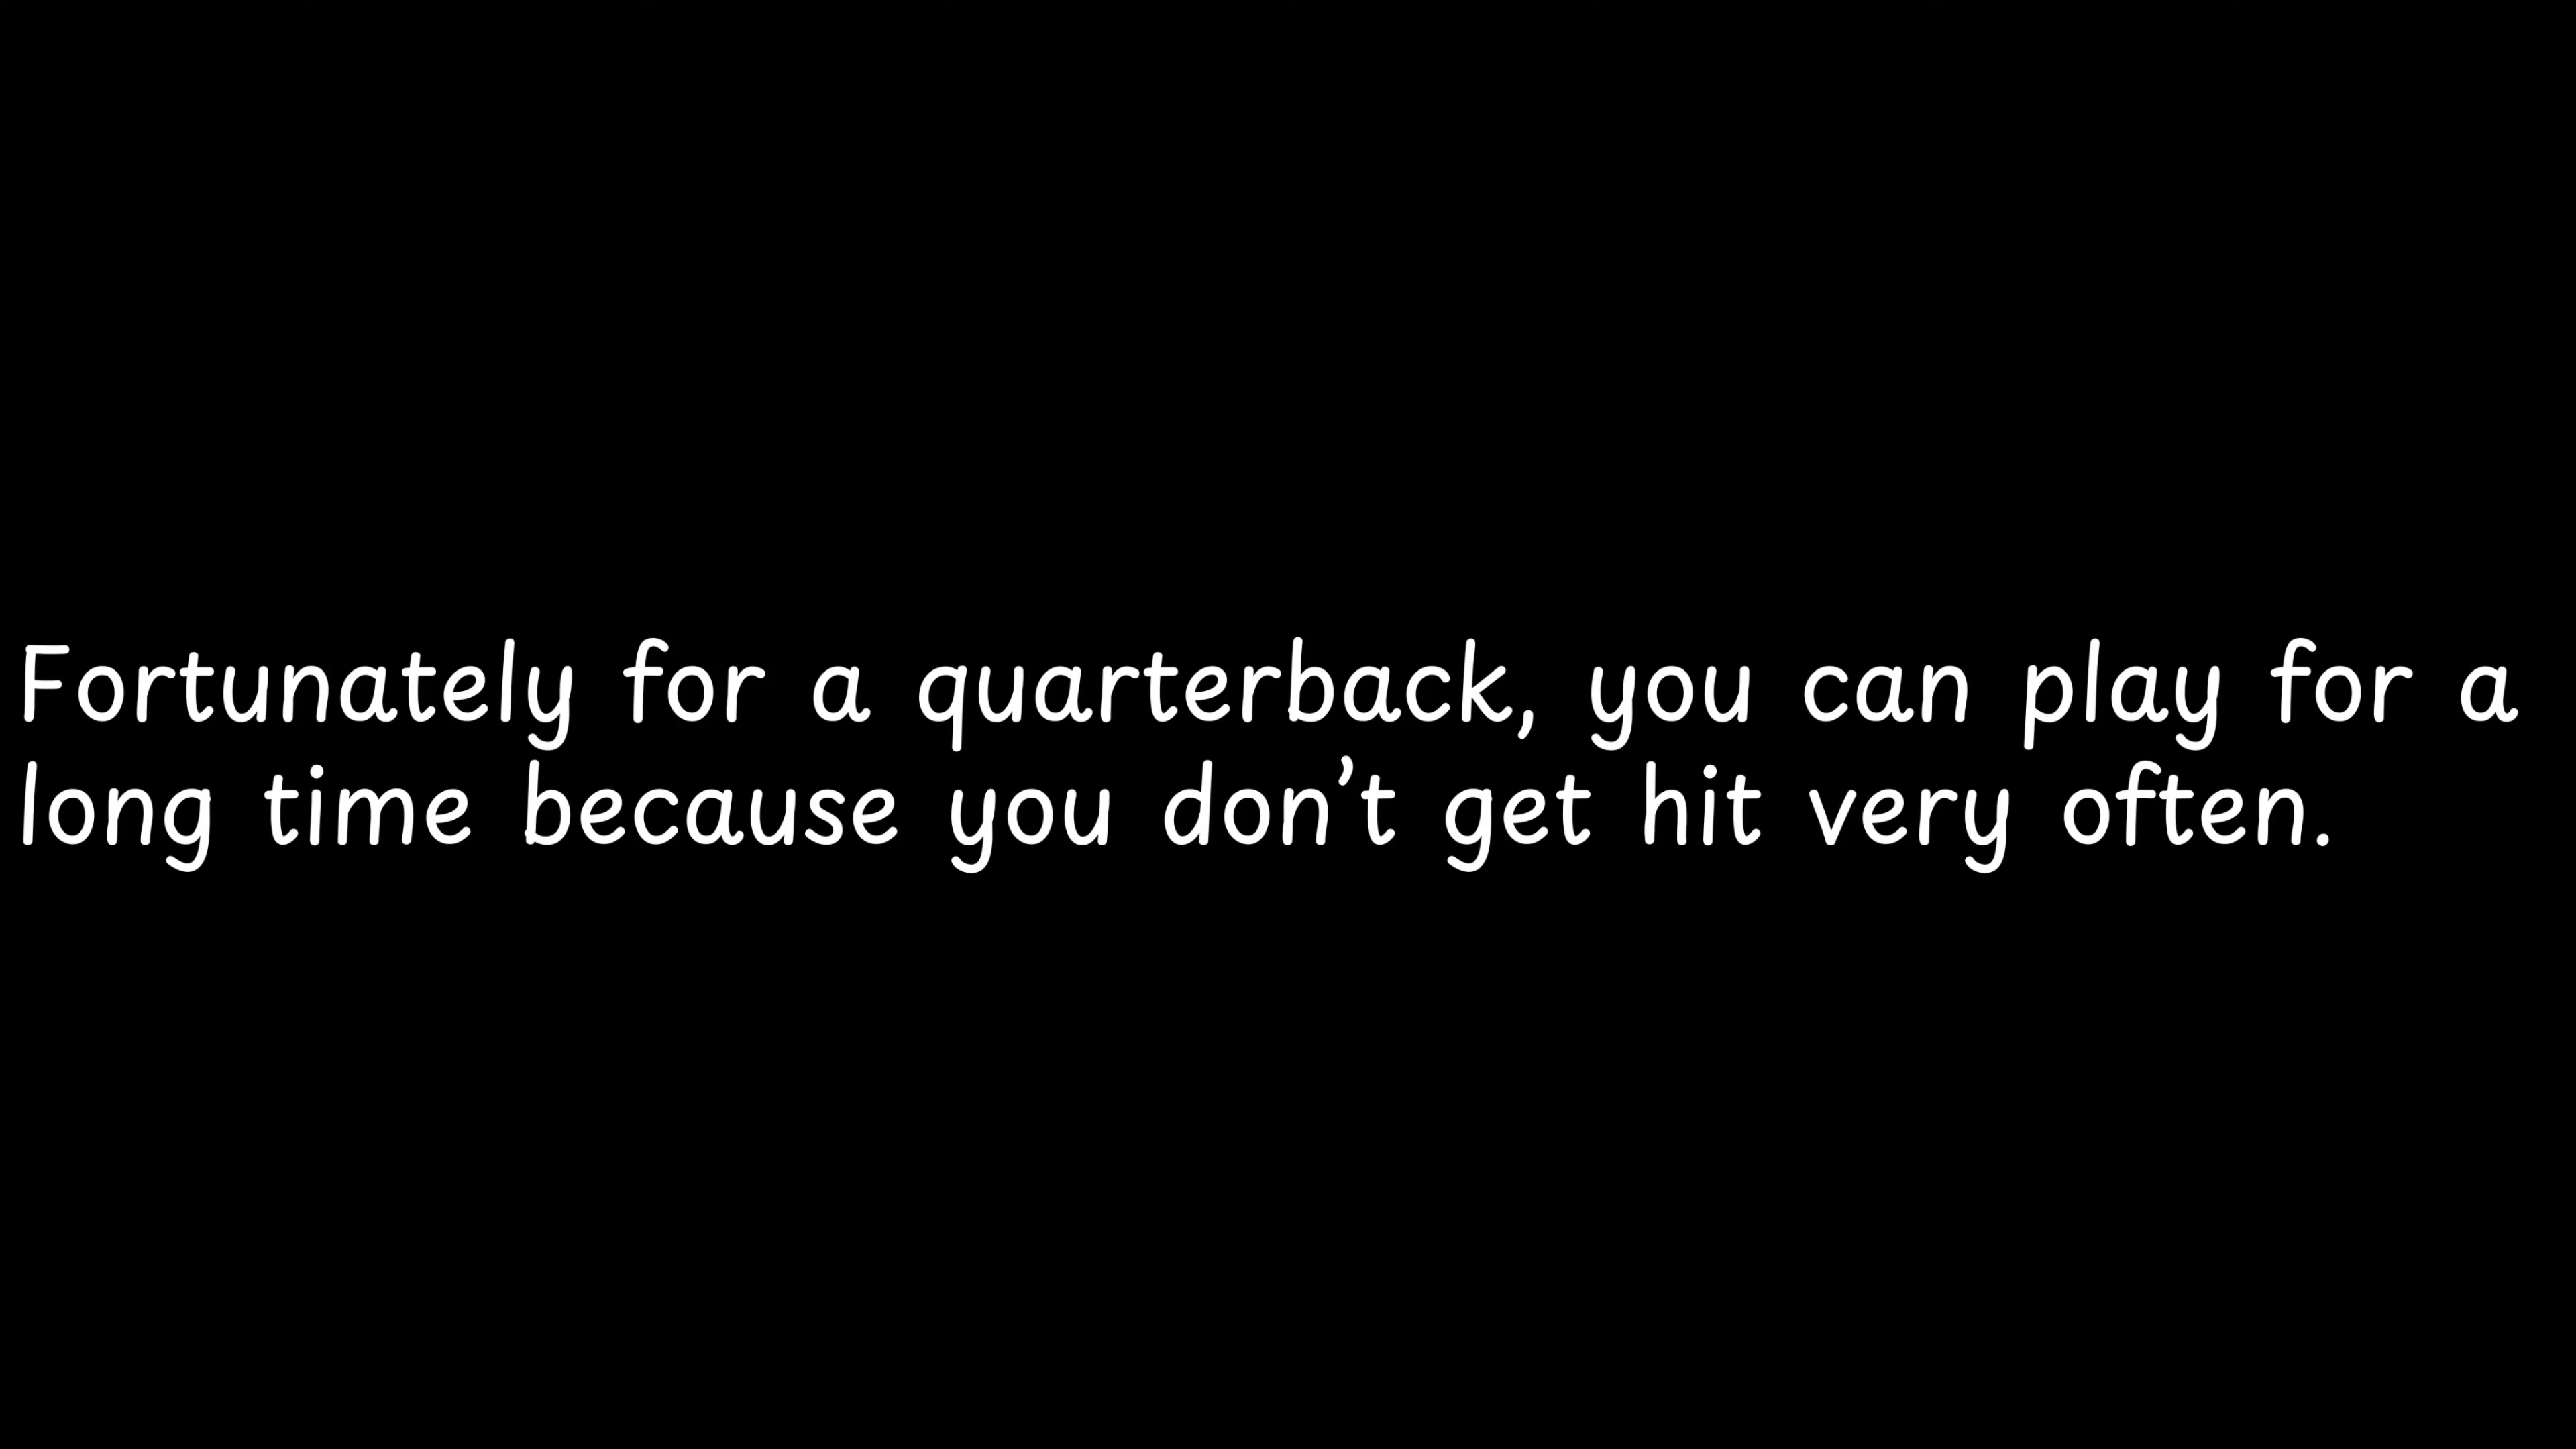 Fortunately for a quarterback, you can play for a
long time because you don’t get hit very often.